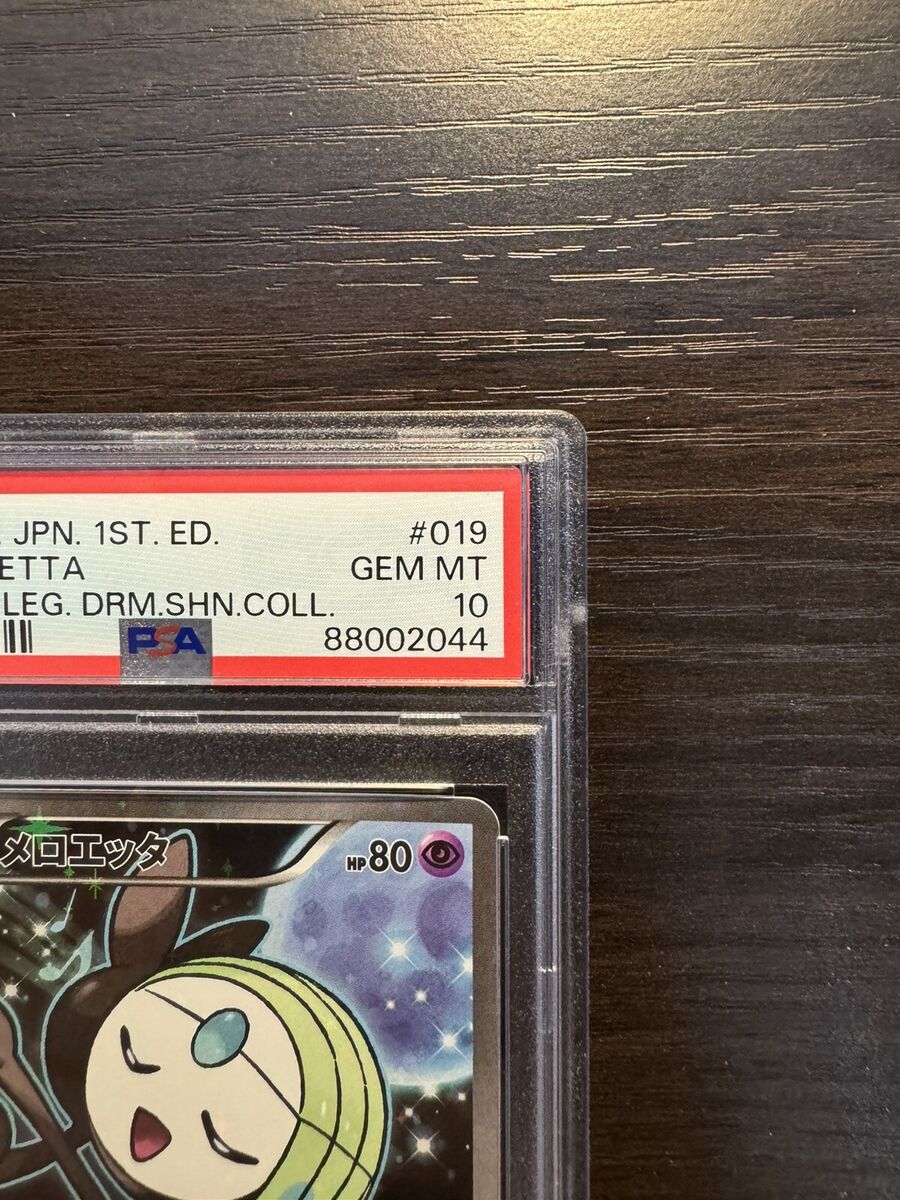 . JPN. 1ST. ED. #019
ETTA GEM MT
LEG. DRM.SHN.COLL. 10
PSA 88002044
メロエッタ HP80